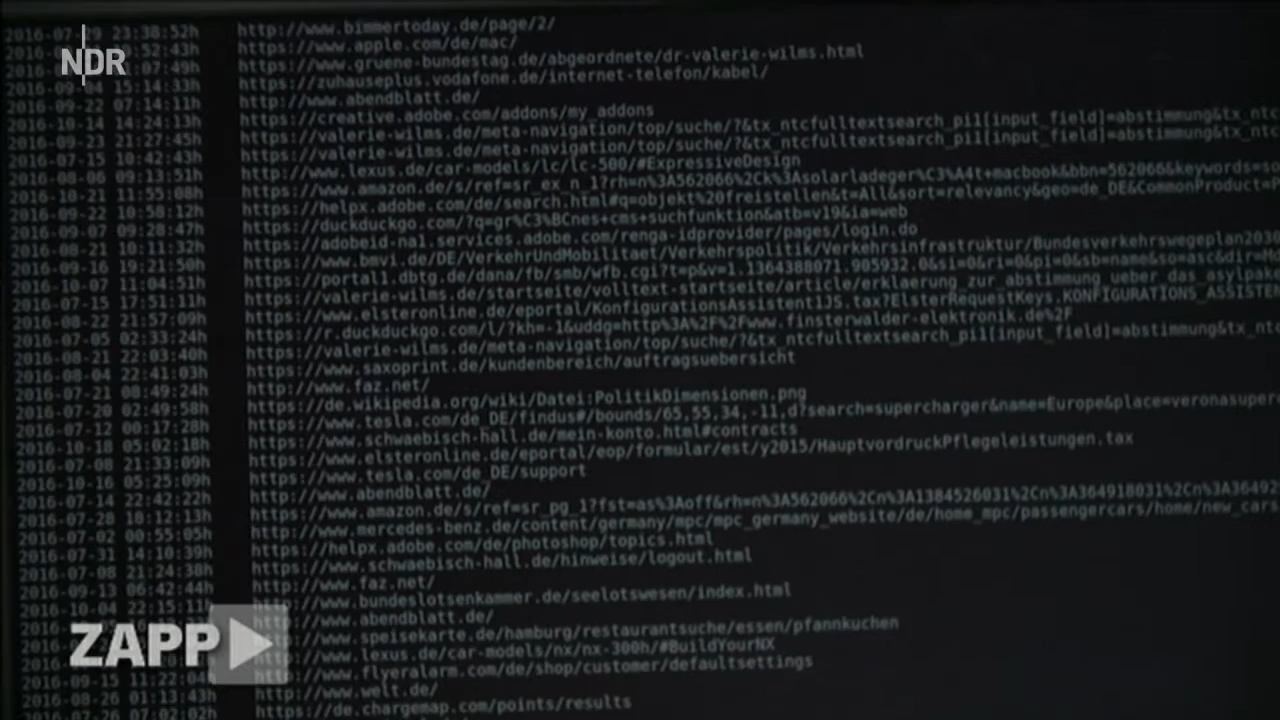 NDR
23:38:52h http://www.bimmertoday.de/page/2/
52:43h https://www.apple.com/de/mac/
07:49h https://www.gruene-bundestag.de/abgeordnete/dr-valerie-wilms.html
2016-09-04 15:14:33h https://zuhauseplus.vodafone.de/internet-telefon/kabel/
2016-09-22 07:14:11h http://www.abendblatt.de/
2016-10-14 14:24:13h https://creative.adobe.com/addons/my_addons
2016-09-23 21:27:45h https://valerie-wilms.de/meta-navigation/top/suche/?&tx_ntcfulltextsearch_pi1[input_field]=abstimmung&tx_ntc
2016-07-15 10:42:43h https://valerie-wilms.de/meta-navigation/top/suche/?&tx_ntcfulltextsearch_pi1[input_field]=abstimmung&tx_ntc
2016-08-06 09:13:51h http://www.lexus.de/car-models/lc/lc-500/#ExpressiveDesign
2016-10-21 11:55:08h https://www.amazon.de/s/ref=sr_ex_n_1?rh=n%3A562066%2Ck%3Asolarladeger%C3%A4t+macbook&bbn=562066&keywords=so
2016-09-22 10:58:12h https://helpx.adobe.com/de/search.html#q=objekt%20freistellen&t=All&sort=relevancy&geo=de_DE&CommonProduct=P
2016-09-07 09:28:47h https://duckduckgo.com/?q=gr%C3%BCnes+cms+suchfunktion&atb=v19&ia=web
2016-08-21 10:11:32h https://adobeid-na1.services.adobe.com/renga-idprovider/pages/login.do
2016-09-16 19:21:50h https://www.bmvi.de/DE/VerkehrUndMobilitaet/Verkehrspolitik/Verkehrsinfrastruktur/Bundesverkehrswegeplan2030
2016-10-07 11:04:51h https://portal1.dbtg.de/dana/fb/smb/wfb.cgi?t=p&v=1.1364388071.905932.0&si=0&ri=0&pi=0&sb=name&so=asc&dir=Me
2016-07-15 17:51:11h https://valerie-wilms.de/startseite/volltext-startseite/article/erklaerung_zur_abstimmung_ueber_das_asylpake
2016-08-22 21:57:09h https://www.elsteronline.de/eportal/KonfigurationsAssistent1JS.tax?ElsterRequestKeys.KONFIGURATIONS_ASSISTEN
2016-07-05 02:33:24h https://r.duckduckgo.com/l/?kh=-1&uddg=http%3A%2F%2Fwww.finsterwalder-elektronik.de%2F
2016-08-21 22:03:40h https://valerie-wilms.de/meta-navigation/top/suche/?&tx_ntcfulltextsearch_pi1[input_field]=abstimmung&tx_ntc
2016-08-04 22:41:03h https://www.saxoprint.de/kundenbereich/auftragsuebersicht
2016-07-21 08:49:24h http://www.faz.net/
2016-07-20 02:49:58h https://de.wikipedia.org/wiki/Datei:PolitikDimensionen.png
2016-07-12 00:17:28h https://www.tesla.com/de_DE/findus#/bounds/65,55,34,-11,d?search=supercharger&name=Europe&place=veronasuper
2016-10-18 05:02:18h https://www.schwaebisch-hall.de/mein-konto.html#contracts
2016-07-08 21:33:09h https://www.elsteronline.de/eportal/eop/formular/est/y2015/HauptvordruckPflegeleistungen.tax
2016-10-16 05:25:09h https://www.tesla.com/de_DE/support
2016-07-14 22:42:22h http://www.abendblatt.de/
2016-07-28 18:12:13h https://www.amazon.de/s/ref=sr_pg_1?fst=as%3Aoff&rh=n%3A562066%2Cn%3A1384526031%2Cn%3A364918031%2Cn%3A36492
2016-07-02 00:55:05h http://www.mercedes-benz.de/content/germany/mpc/mpc_germany_website/de/home_mpc/passengercars/home/new_cars
2016-07-31 14:10:39h https://helpx.adobe.com/de/photoshop/topics.html
2016-07-08 21:24:38h https://www.schwaebisch-hall.de/hinweise/logout.html
2016-09-13 06:42:44h http://www.faz.net/
2016-10-04 22:15:11h http://www.bundeslotsenkammer.de/seelotswesen/index.html
2016 http://www.abendblatt.de/
2016 http://www.speisekarte.de/hamburg/restaurantsuche/essen/pfannkuchen
2016 http://www.lexus.de/car-models/nx/nx-300h/#BuildYourNX
2016 https://www.flyeralarm.com/de/shop/customer/defaultsettings
2016-09-15 11:22:04 http://www.welt.de/
2016-08-26 01:13:43h https://de.chargemap.com/points/results
2016-07-26 07:02:02h
ZAPP